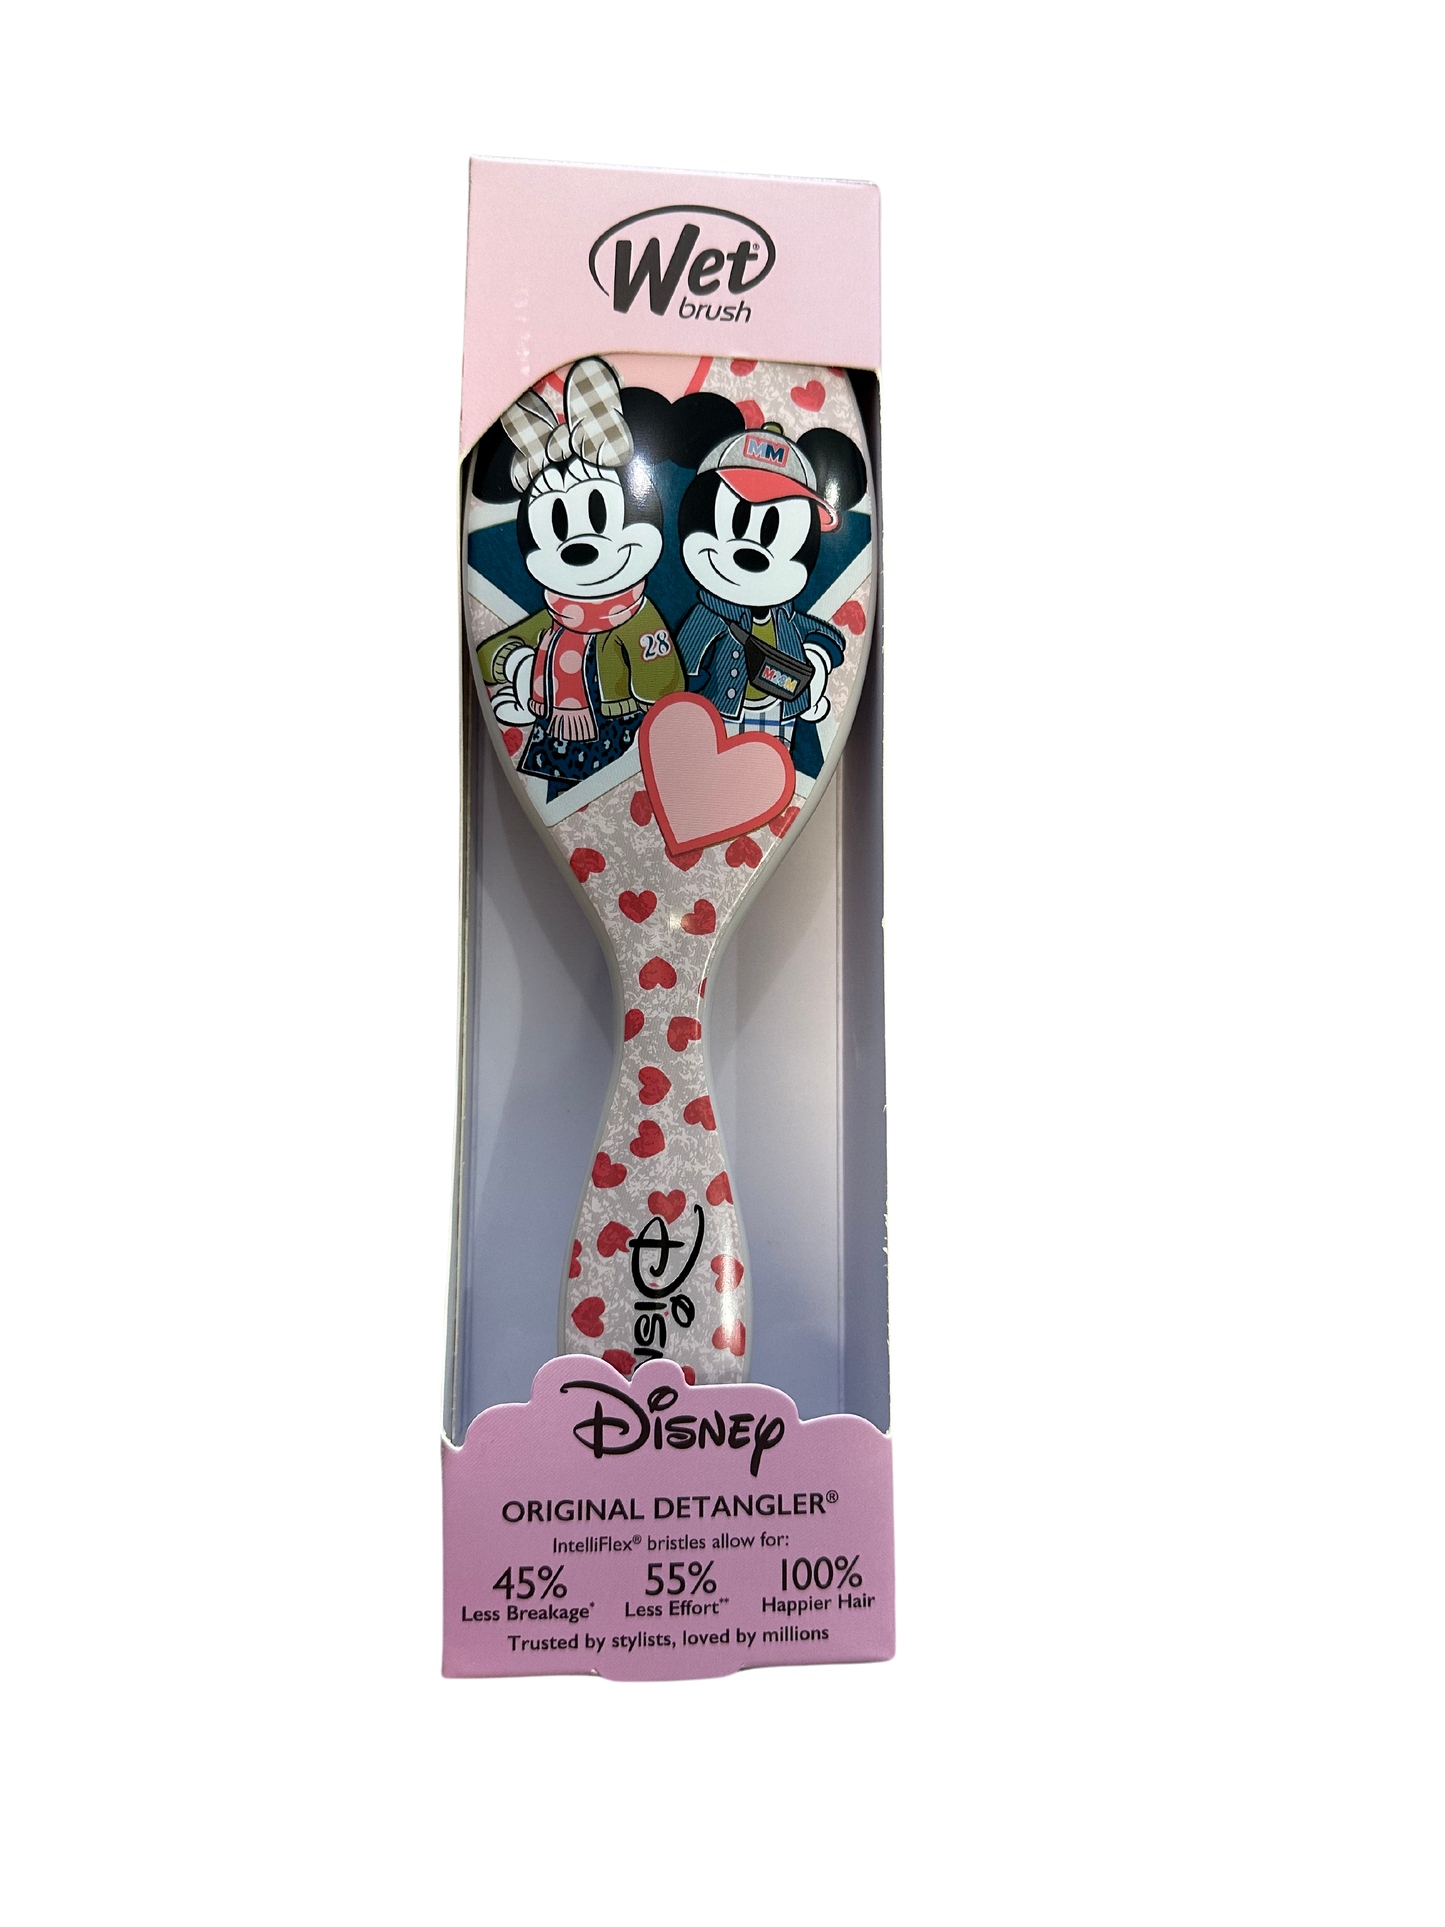 Wet®
brush
MM
28
M28M
Disney
Disney
ORIGINAL DETANGLER®
IntelliFlex® bristles allow for:
45% 55% 100%
Less Breakage* Less Effort** Happier Hair
Trusted by stylists, loved by millions